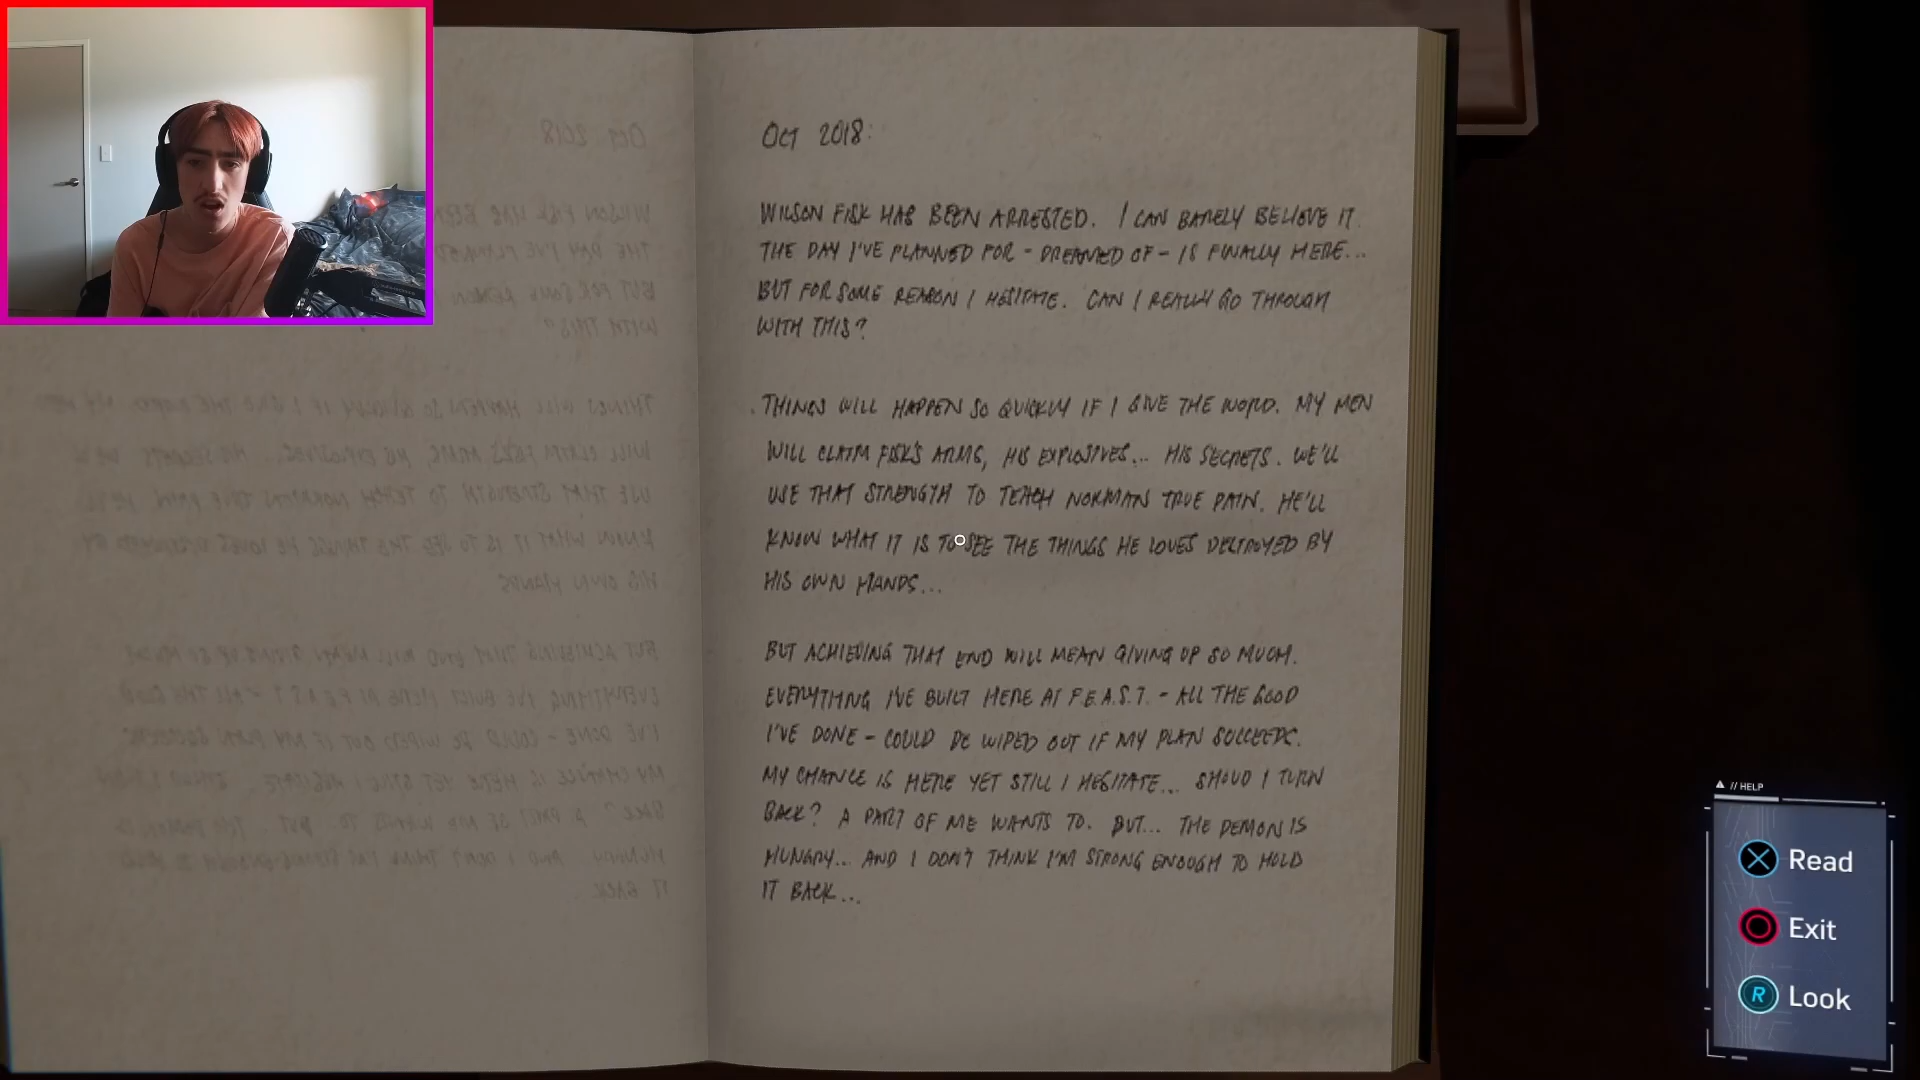 OCT 2018:
WILSON FISK HAS BEEN ARRESTED. I CAN BARELY BELIEVE IT.
THE DAY I'VE PLANNED FOR - DREAMED OF - IS FINALLY HERE...
BUT FOR SOME REASON I HESITATE. CAN I REALLY GO THROUGH
WITH THIS?
THINGS WILL HAPPEN SO QUICKLY IF I GIVE THE WORD. MY MEN
WILL CLAIM FISK'S ARMS, HIS EXPLOSIVES... HIS SECRETS. WE'LL
USE THAT STRENGTH TO TEACH NORMAN TRUE PAIN. HE'LL
KNOW WHAT IT IS TO SEE THE THINGS HE LOVES DESTROYED BY
HIS OWN HANDS...
BUT ACHIEVING THAT END WILL MEAN GIVING UP SO MUCH.
EVERYTHING I'VE BUILT HERE AT F.E.A.S.T. - ALL THE GOOD
I'VE DONE - COULD BE WIPED OUT IF MY PLAN SUCCEEDS.
MY CHANCE IS HERE YET STILL I HESITATE... SHOUD I TURN
BACK? A PART OF ME WANTS TO. BUT... THE DEMON IS
HUNGRY... AND I DON'T THINK I'M STRONG ENOUGH TO HOLD
IT BACK...
// HELP
Read
Exit
R Look